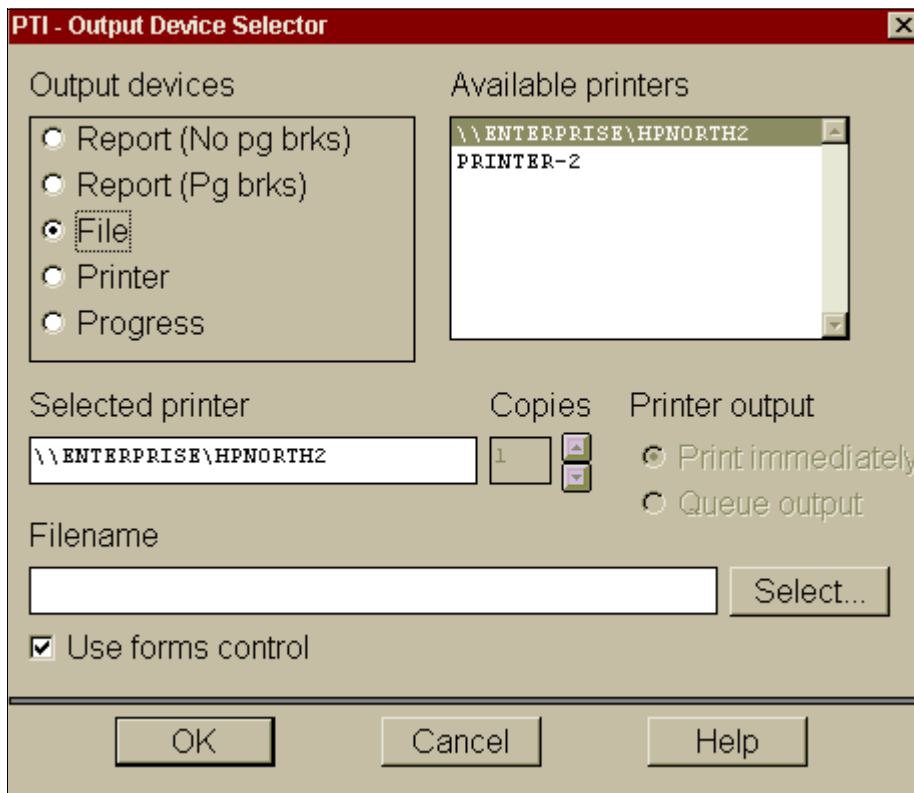 PTI - Output Device Selector
Output devices
Available printers
Report (No pg brks)
Report (Pg brks)
File
Printer
Progress
\\ENTERPRISE\HPNORTH2
PRINTER-2
Selected printer
Copies
Printer output
\\ENTERPRISE\HPNORTH2
1
Print immediately
Queue output
Filename
Select...
Use forms control
OK
Cancel
Help